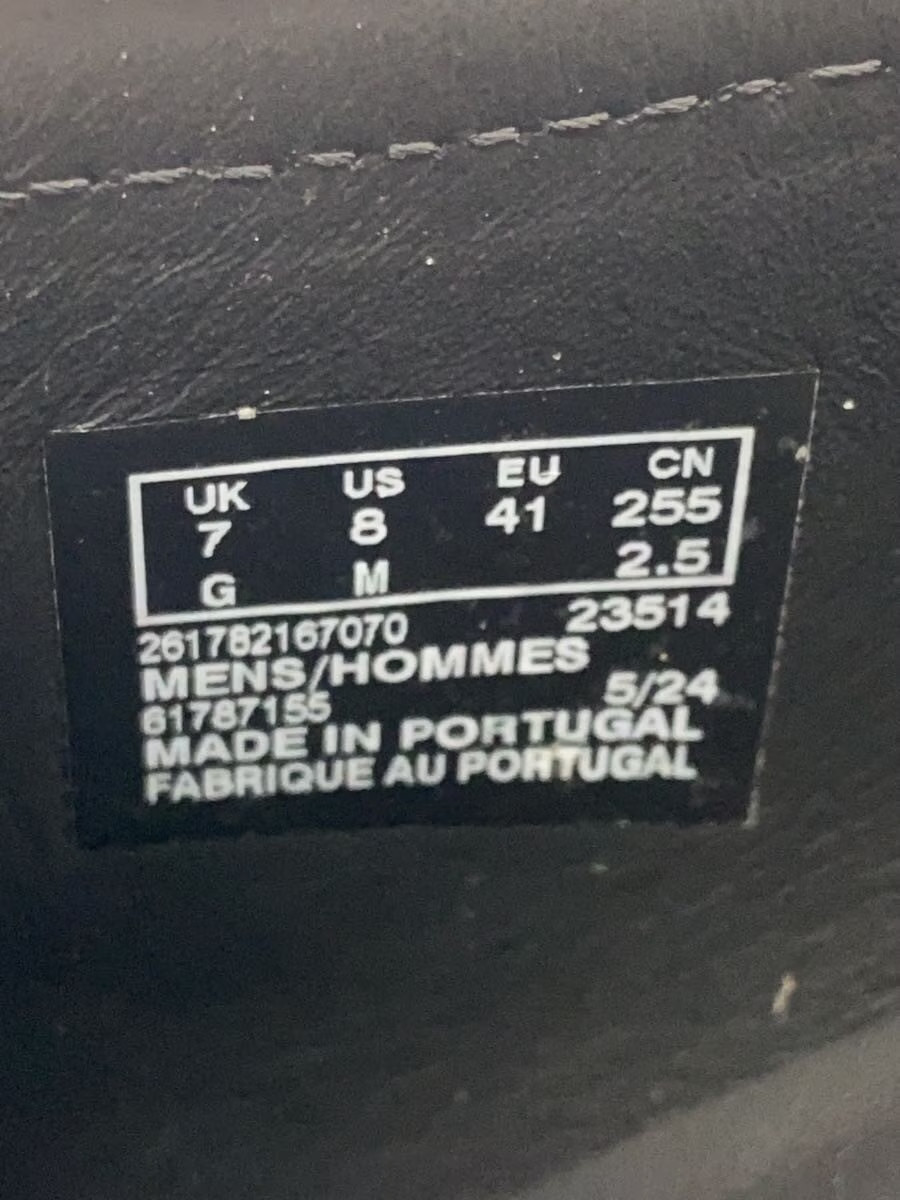 UK US EU CN
7 8 41 255
G M 2.5
261782167070 23514
MENS/HOMMES
61787155 5/24
MADE IN PORTUGAL
FABRIQUE AU PORTUGAL